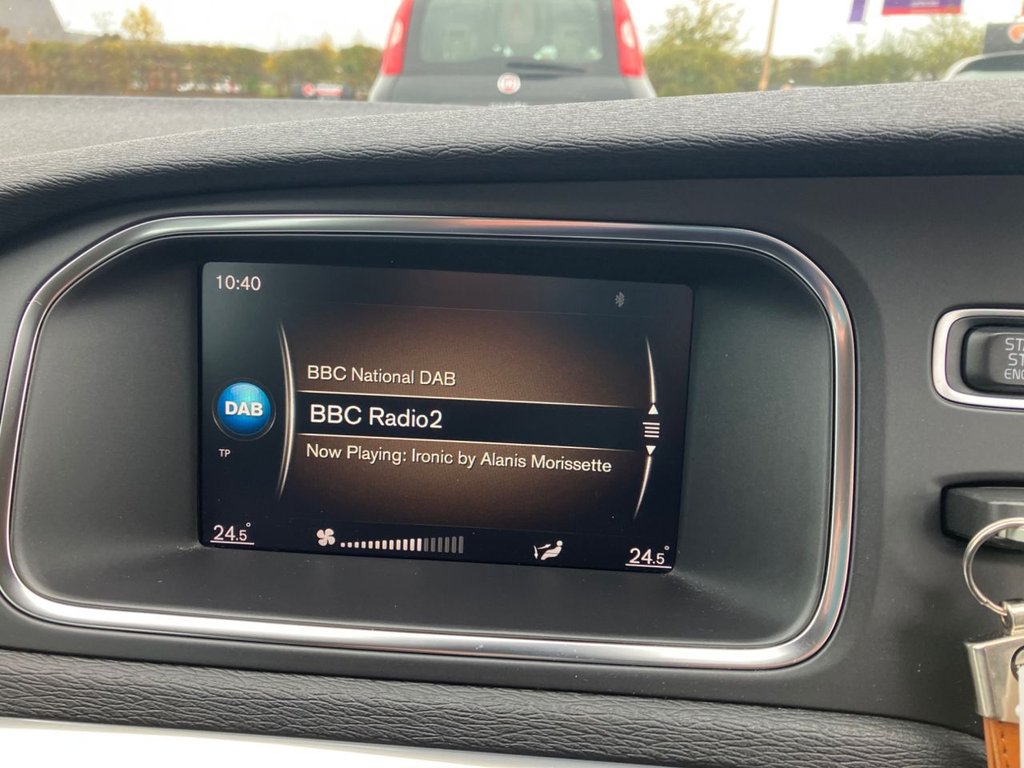 10:40
BBC National DAB
DAB
BBC Radio2
TP
Now Playing: Ironic by Alanis Morissette
24.5°
24.5°